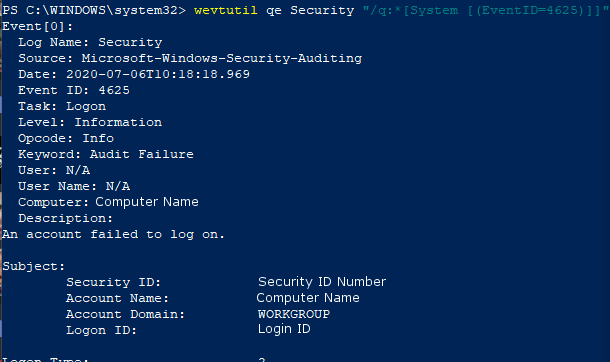 PS C:\WINDOWS\system32> wevtutil qe Security "/q:*[System [(EventID=4625)]]"
Event[0]:
Log Name: Security
Source: Microsoft-Windows-Security-Auditing
Date: 2020-07-06T10:18:18.969
Event ID: 4625
Task: Logon
Level: Information
Opcode: Info
Keyword: Audit Failure
User: N/A
User Name: N/A
Computer: Computer Name
Description:
An account failed to log on.
Subject:
Security ID: Security ID Number
Account Name: Computer Name
Account Domain: WORKGROUP
Logon ID: Login ID
Logon Type: